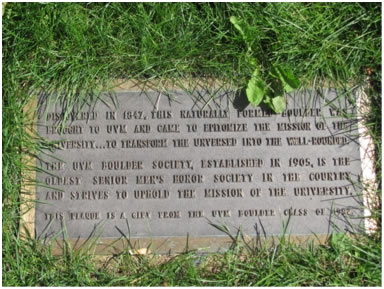 DISCOVERED IN 1847, THIS NATURALLY FORMED BOULDER WAS
BROUGHT TO UVM AND CAME TO EPITOMIZE THE MISSION OF THE
UNIVERSITY...TO TRANSFORM THE UNVERSED INTO THE WELL-ROUNDED.
THE UVM BOULDER SOCIETY, ESTABLISHED IN 1905, IS THE
OLDEST SENIOR MEN'S HONOR SOCIETY IN THE COUNTRY
AND STRIVES TO UPHOLD THE MISSION OF THE UNIVERSITY.
THIS PLAQUE IS A GIFT FROM THE UVM BOULDER CLASS OF